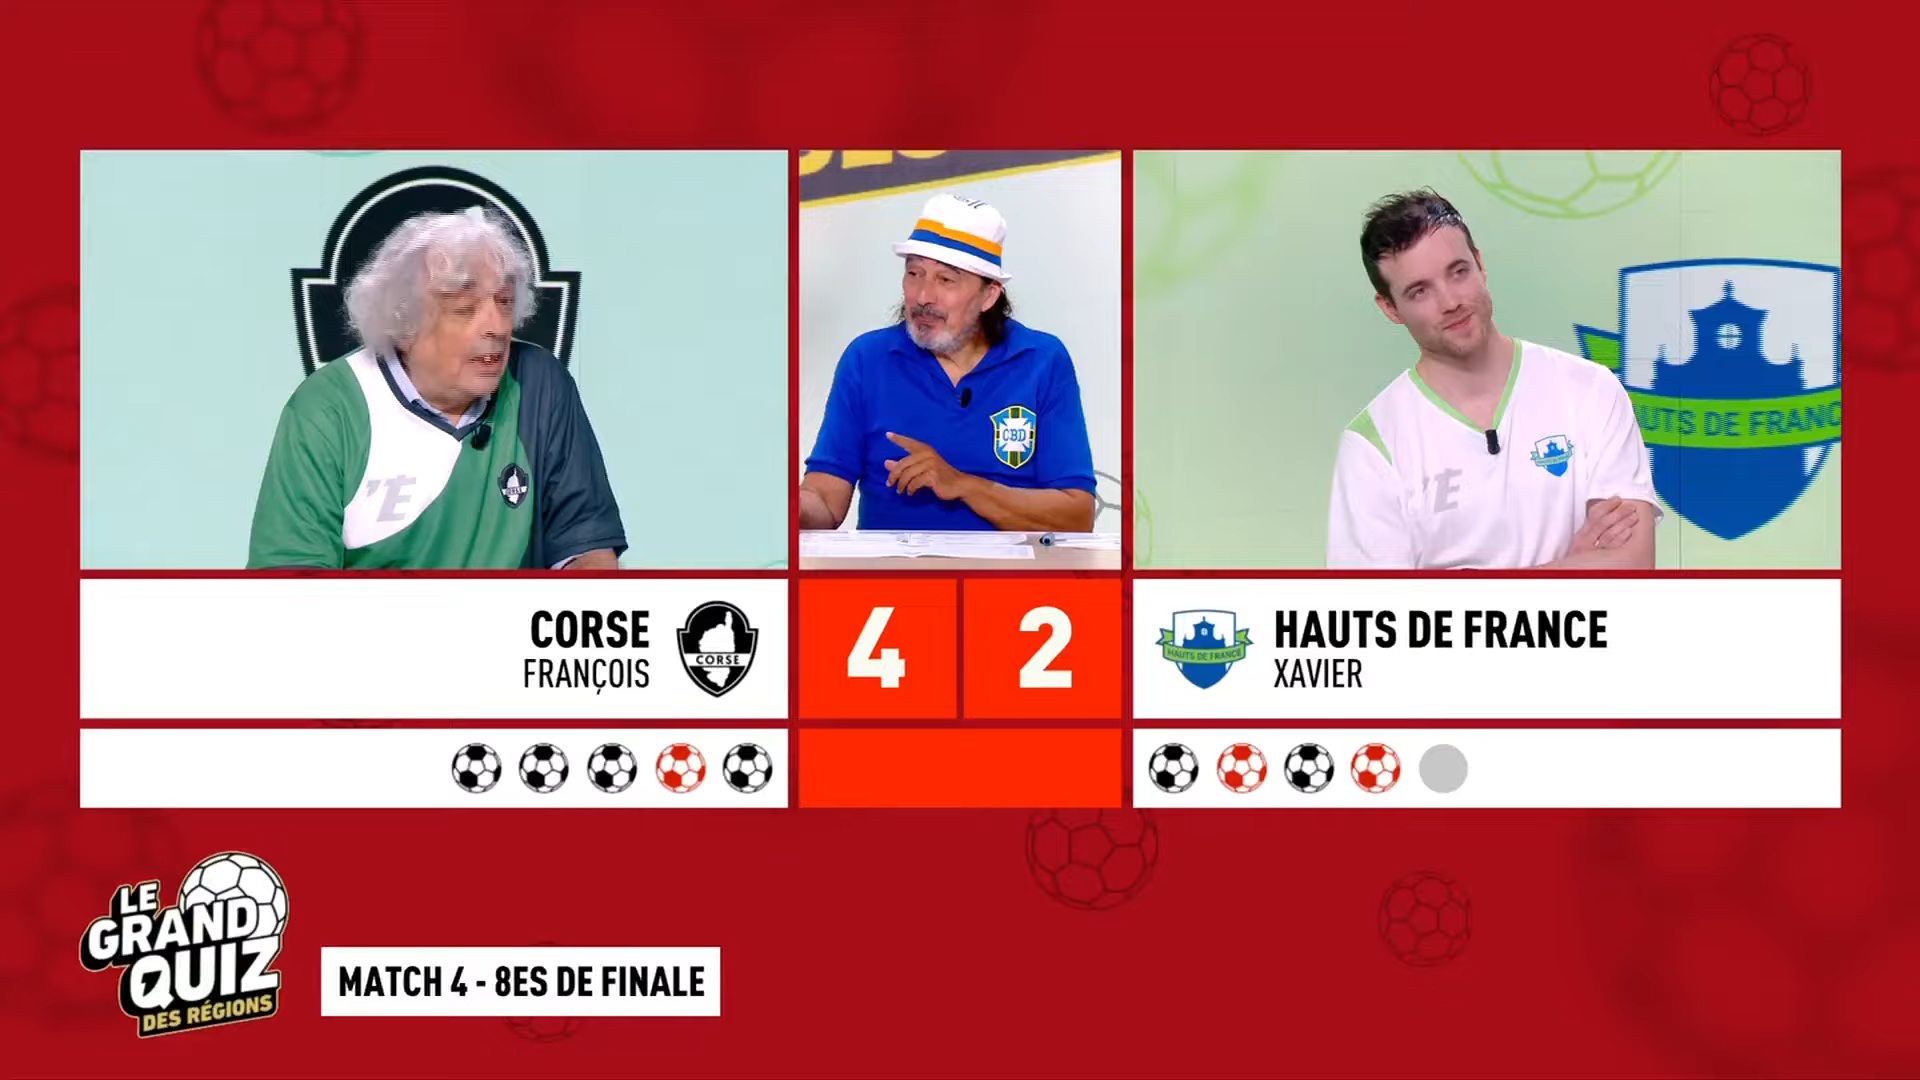 CBD
'E
CORSE
'E
HAUTS DE FRANC
CORSE
FRANÇOIS
CORSE
4
2
HAUTS DE FRANCE
HAUTS DE FRANCE
XAVIER
LE
GRAND
QUIZ
DES RÉGIONS
MATCH 4 - 8ES DE FINALE